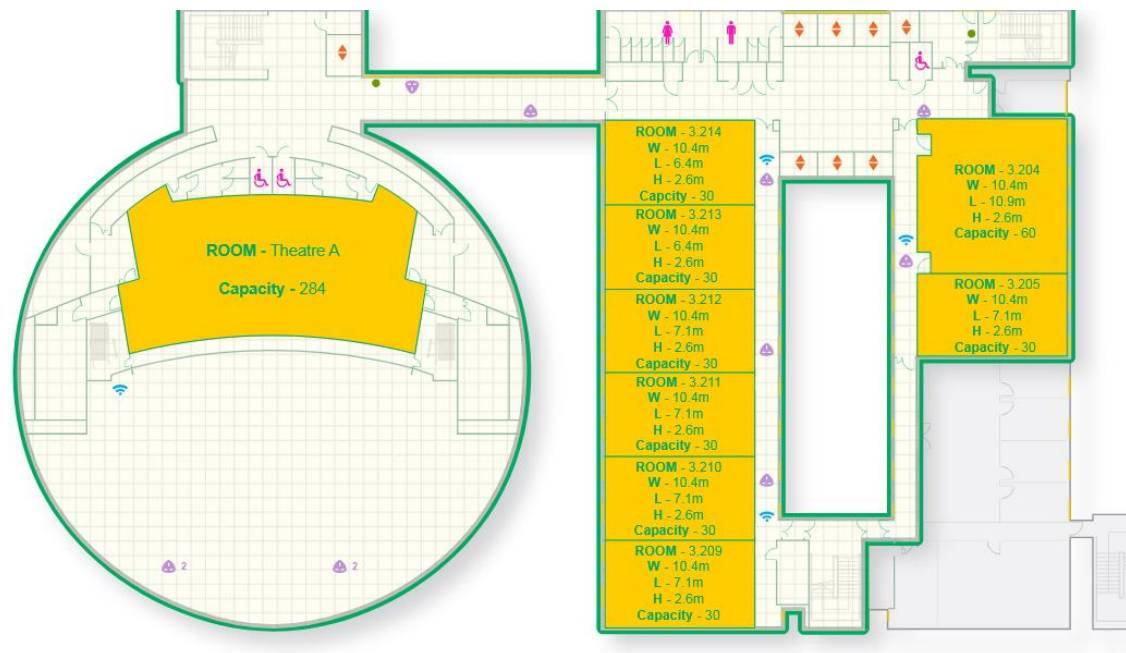 ROOM - Theatre A
Capacity - 284
2
2
ROOM - 3.214
W - 10.4m
L - 6.4m
H - 2.6m
Capcity - 30
ROOM - 3.213
W - 10.4m
L - 6.4m
H - 2.6m
Capacity - 30
ROOM - 3.212
W - 10.4m
L - 7.1m
H - 2.6m
Capacity - 30
ROOM - 3.211
W - 10.4m
L - 7.1m
H - 2.6m
Capacity - 30
ROOM - 3.210
W - 10.4m
L - 7.1m
H - 2.6m
Capacity - 30
ROOM - 3.209
W - 10.4m
L - 7.1m
H - 2.6m
Capacity - 30
ROOM - 3.204
W - 10.4m
L - 10.9m
H - 2.6m
Capacity - 60
ROOM - 3.205
W - 10.4m
L - 7.1m
H - 2.6m
Capacity - 30